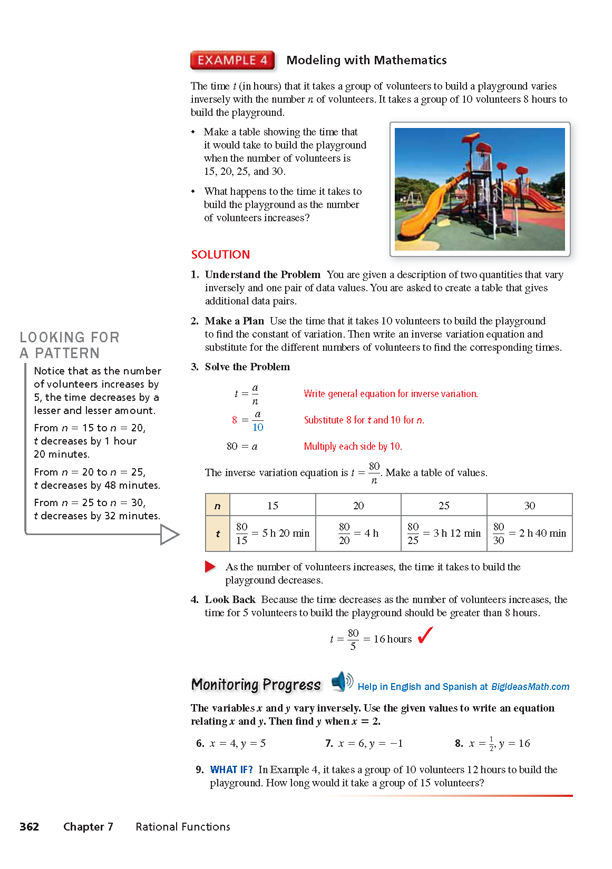 EXAMPLE 4 Modeling with Mathematics
The time t (in hours) that it takes a group of volunteers to build a playground varies
inversely with the number n of volunteers. It takes a group of 10 volunteers 8 hours to
build the playground.
• Make a table showing the time that
it would take to build the playground
when the number of volunteers is
15, 20, 25, and 30.
• What happens to the time it takes to
build the playground as the number
of volunteers increases?
SOLUTION
1. Understand the Problem You are given a description of two quantities that vary
inversely and one pair of data values. You are asked to create a table that gives
additional data pairs.
2. Make a Plan Use the time that it takes 10 volunteers to build the playground
to find the constant of variation. Then write an inverse variation equation and
substitute for the different numbers of volunteers to find the corresponding times.
3. Solve the Problem
t = a/n Write general equation for inverse variation.
8 = a/10 Substitute 8 for t and 10 for n.
80 = a Multiply each side by 10.
The inverse variation equation is t = 80/n. Make a table of values.
n 15 20 25 30
t 80/15 = 5 h 20 min 80/20 = 4 h 80/25 = 3 h 12 min 80/30 = 2 h 40 min
As the number of volunteers increases, the time it takes to build the
playground decreases.
4. Look Back Because the time decreases as the number of volunteers increases, the
time for 5 volunteers to build the playground should be greater than 8 hours.
t = 80/5 = 16 hours ✓
LOOKING FOR
A PATTERN
Notice that as the number
of volunteers increases by
5, the time decreases by a
lesser and lesser amount.
From n = 15 to n = 20,
t decreases by 1 hour
20 minutes.
From n = 20 to n = 25,
t decreases by 48 minutes.
From n = 25 to n = 30,
t decreases by 32 minutes.
Monitoring Progress Help in English and Spanish at BigIdeasMath.com
The variables x and y vary inversely. Use the given values to write an equation
relating x and y. Then find y when x = 2.
6. x = 4, y = 5 7. x = 6, y = −1 8. x = 1/2, y = 16
9. WHAT IF? In Example 4, it takes a group of 10 volunteers 12 hours to build the
playground. How long would it take a group of 15 volunteers?
362 Chapter 7 Rational Functions